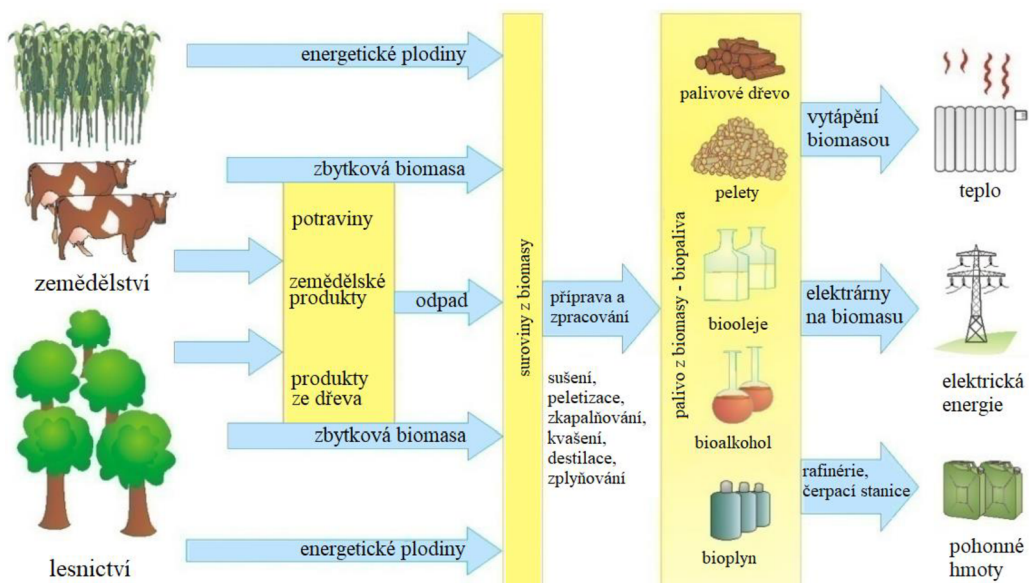 energetické plodiny
zbytková biomasa
zemědělství
potraviny
zemědělské
produkty
odpad
produkty
ze dřeva
zbytková biomasa
energetické plodiny
lesnictví
suroviny z biomasy
příprava a
zpracování
sušení,
peletizace,
zkapalňování,
kvašení,
destilace,
zplyňování
palivo z biomasy - biopaliva
palivové dřevo
pelety
biooleje
bioalkohol
bioplyn
vytápění
biomasou
teplo
elektrárny
na biomasu
elektrická
energie
rafinérie,
čerpací stanice
pohonné
hmoty